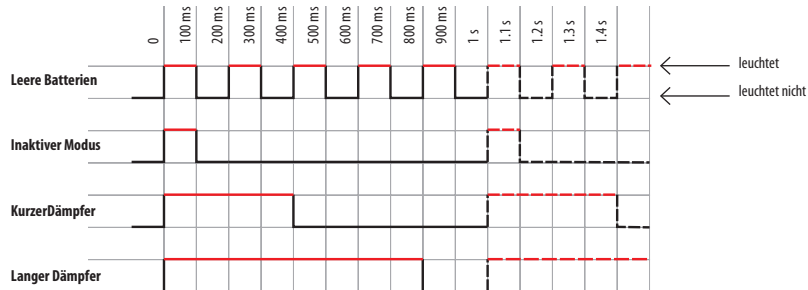 0
100 ms
200 ms
300 ms
400 ms
500 ms
600 ms
700 ms
800 ms
900 ms
1 s
1.1 s
1.2 s
1.3 s
1.4 s
Leere Batterien
leuchtet
leuchtet nicht
Inaktiver Modus
KurzerDämpfer
Langer Dämpfer